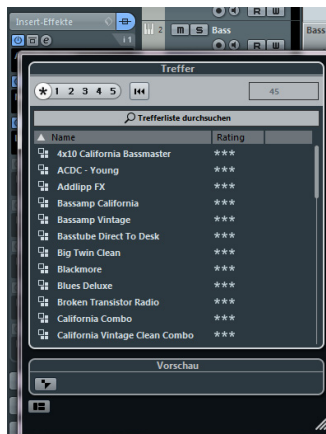 Insert-Effekte
R W
e i 1
2 M S Bass Bass
R W
Treffer
* 1 2 3 4 5 45
Trefferliste durchsuchen
Name Rating
4x10 California Bassmaster ***
ACDC - Young ***
Addlipp FX ***
Bassamp California ***
Bassamp Vintage ***
Basstube Direct To Desk ***
Big Twin Clean ***
Blackmore ***
Blues Deluxe ***
Broken Transistor Radio ***
California Combo ***
California Vintage Clean Combo ***
Vorschau